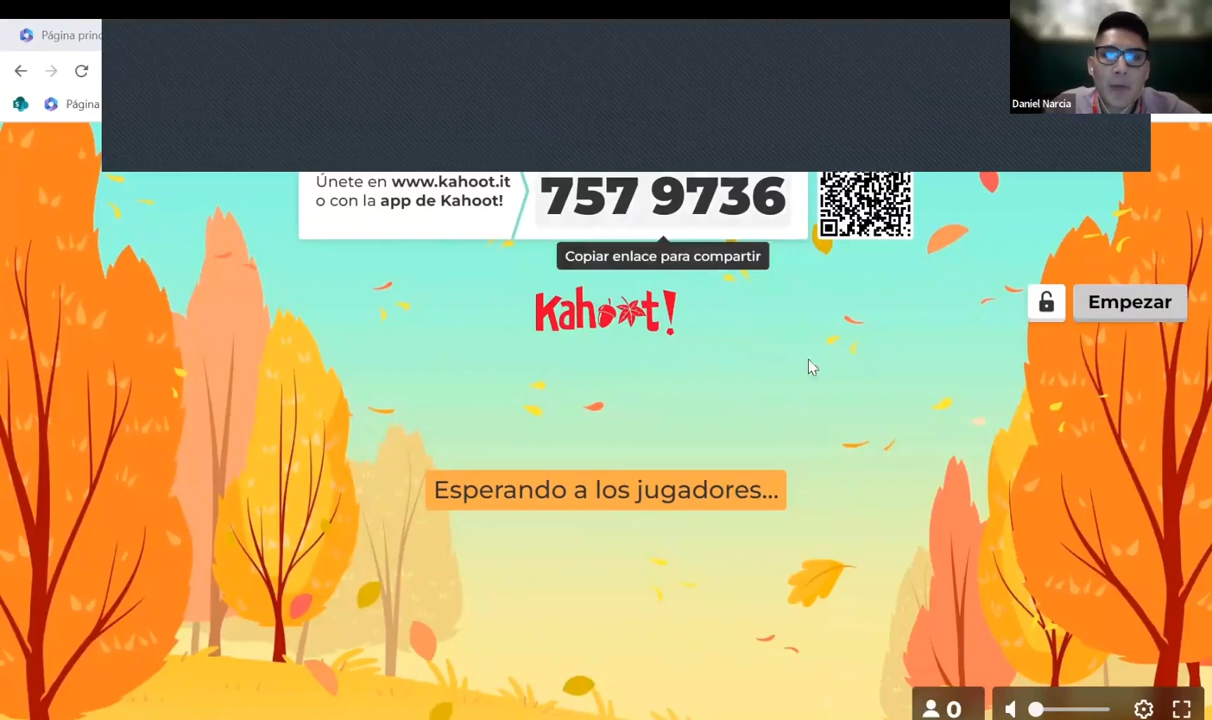 Página princ
Daniel Narcia
Página
Únete en www.kahoot.it
o con la app de Kahoot!
757 9736
Copiar enlace para compartir
Kahoot!
Empezar
Esperando a los jugadores...
0